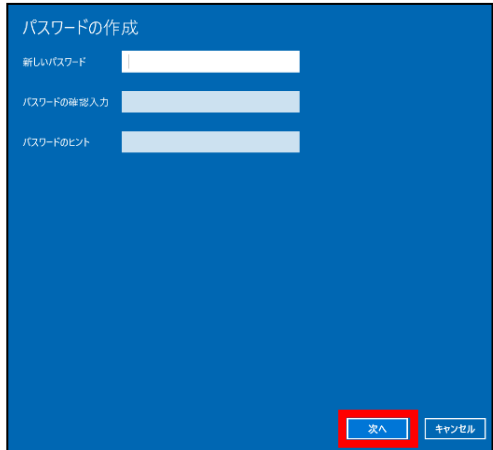 パスワードの作成
新しいパスワード
パスワードの確認入力
パスワードのヒント
次へ
キャンセル